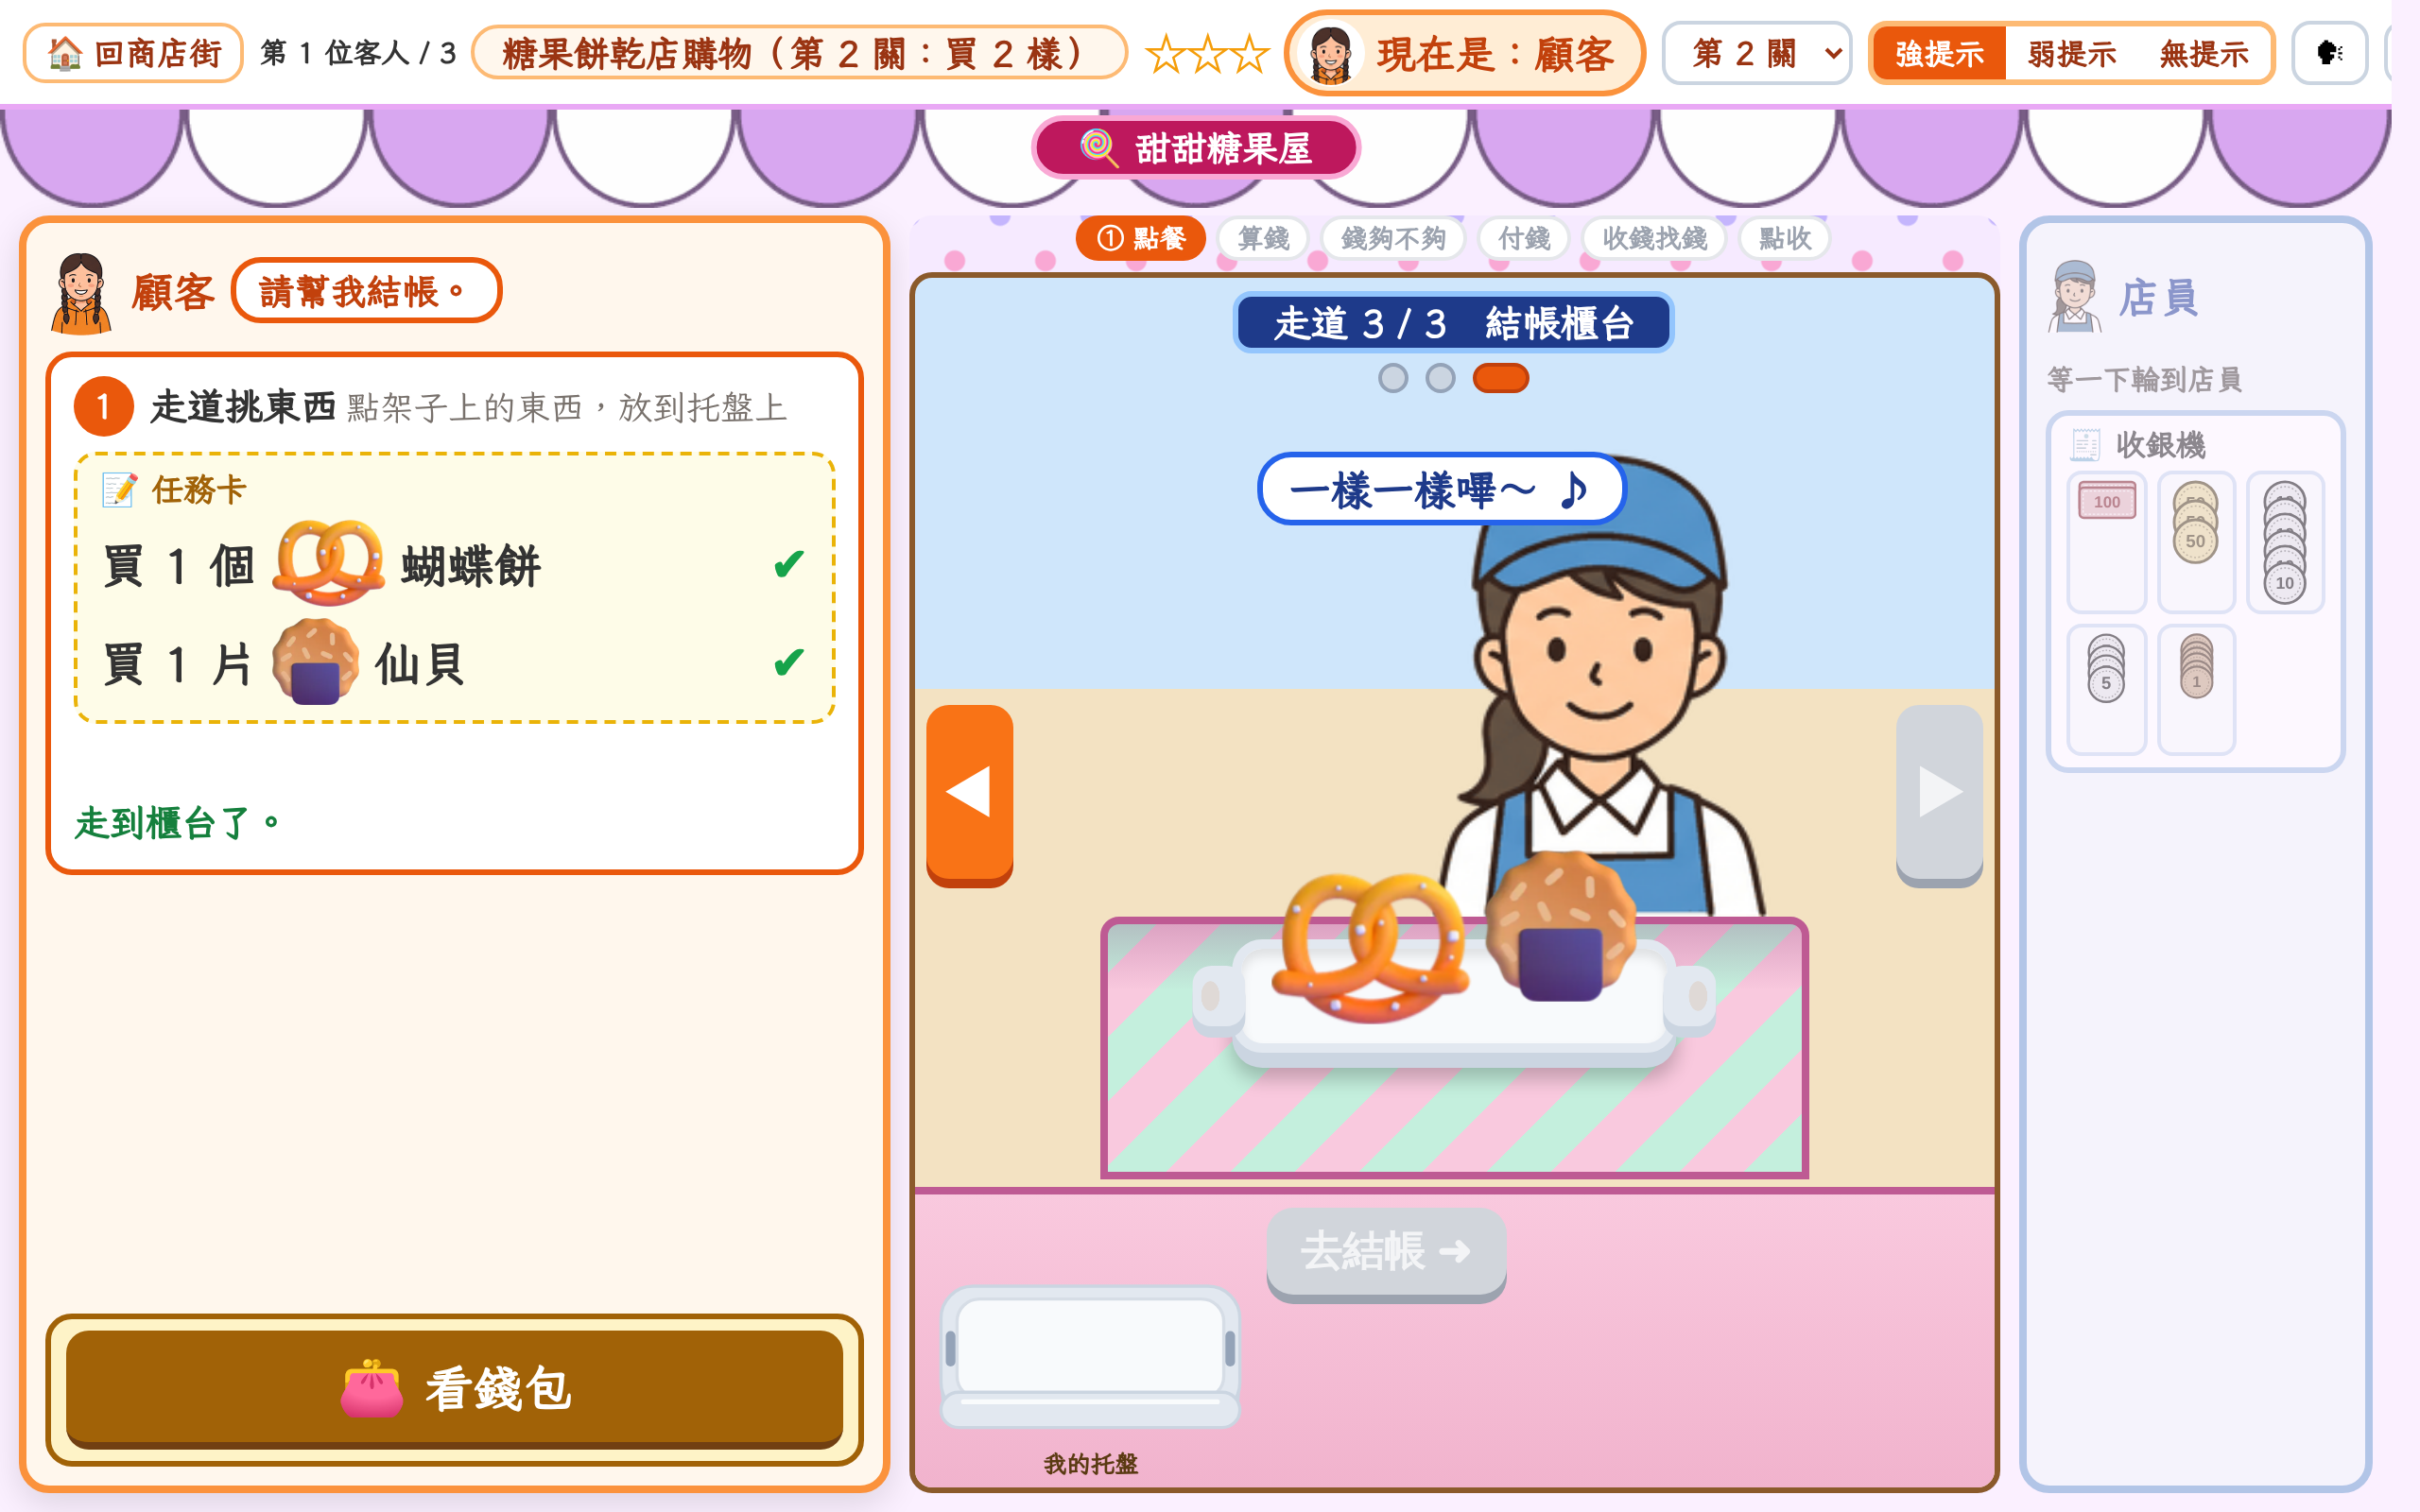 回商店街
第 1 位客人 / 3
糖果餅乾店購物（第 2 關：買 2 樣）
現在是：顧客
第 2 關
強提示 弱提示 無提示
甜甜糖果屋
顧客
請幫我結帳。
1 走道挑東西 點架子上的東西，放到托盤上
任務卡
買 1 個 蝴蝶餅 ✔
買 1 片 仙貝 ✔
走到櫃台了。
看錢包
① 點餐 算錢 錢夠不夠 付錢 收錢找錢 點收
走道 3 / 3 結帳櫃台
一樣一樣嗶～ ♪
去結帳 ➜
我的托盤
店員
等一下輪到店員
收銀機
100
50
10
5
1